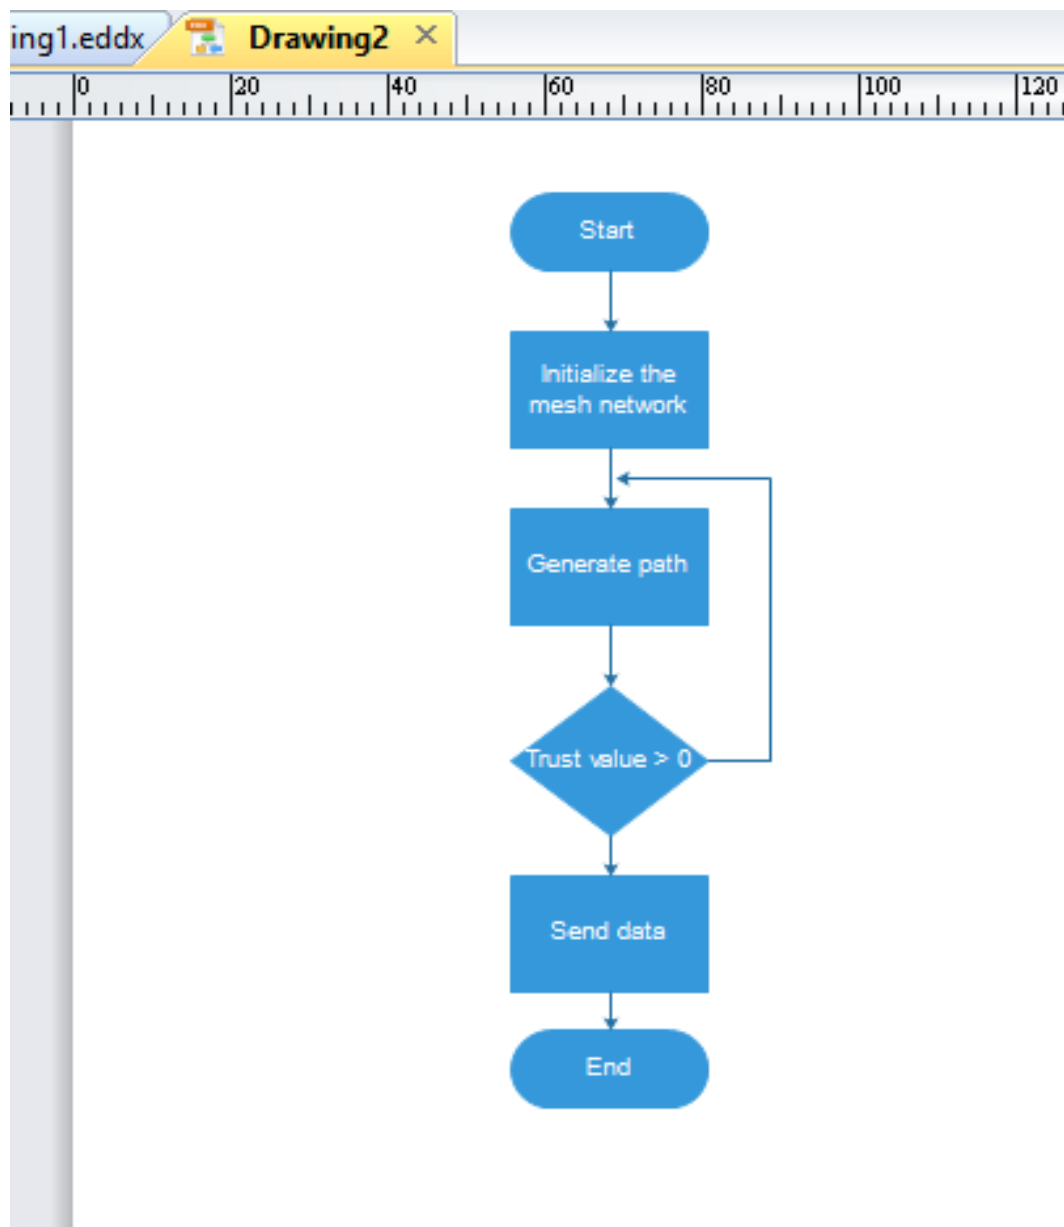 ing1.eddx
Drawing2
0 20 40 60 80 100 120
Start
Initialize the
mesh network
Generate path
Trust value > 0
Send data
End